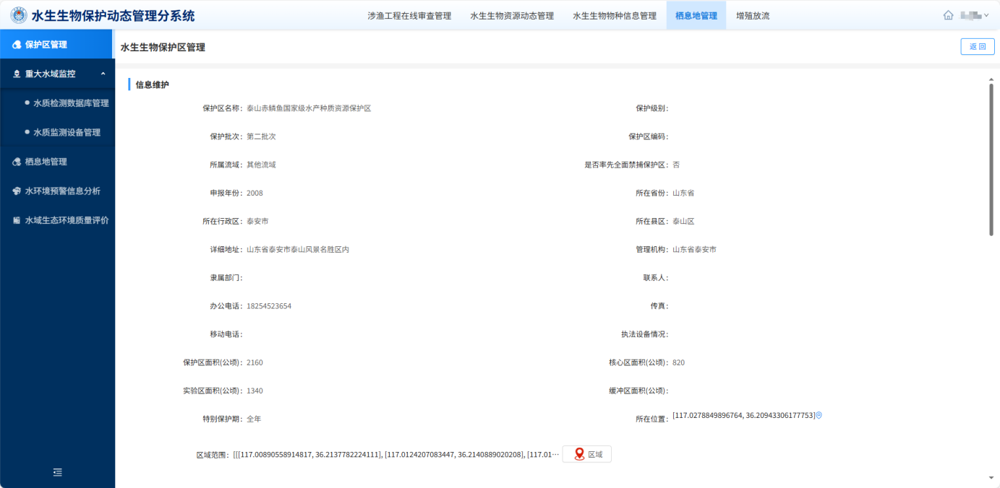 水生生物保护动态管理分系统
涉渔工程在线审查管理
水生生物资源动态管理
水生生物物种信息管理
栖息地管理
增殖放流
保护区管理
重大水域监控
水质检测数据库管理
水质监测设备管理
栖息地管理
水环境预警信息分析
水域生态环境质量评价
水生生物保护区管理
返 回
信息维护
保护区名称: 泰山赤鳞鱼国家级水产种质资源保护区
保护级别:
保护批次: 第二批次
保护区编码:
所属流域: 其他流域
是否率先全面禁捕保护区: 否
申报年份: 2008
所在省份: 山东省
所在行政区: 泰安市
所在县区: 泰山区
详细地址: 山东省泰安市泰山风景名胜区内
管理机构: 山东省泰安市
隶属部门:
联系人:
办公电话: 18254523654
传真:
移动电话:
执法设备情况:
保护区面积(公顷): 2160
核心区面积(公顷): 820
实验区面积(公顷): 1340
缓冲区面积(公顷):
特别保护期: 全年
所在位置: [117.0278849896764, 36.20943306177753]
区域范围: [[[117.00890558914817, 36.2137782224111], [117.0124207083447, 36.2140889020208], [117.01···
区域